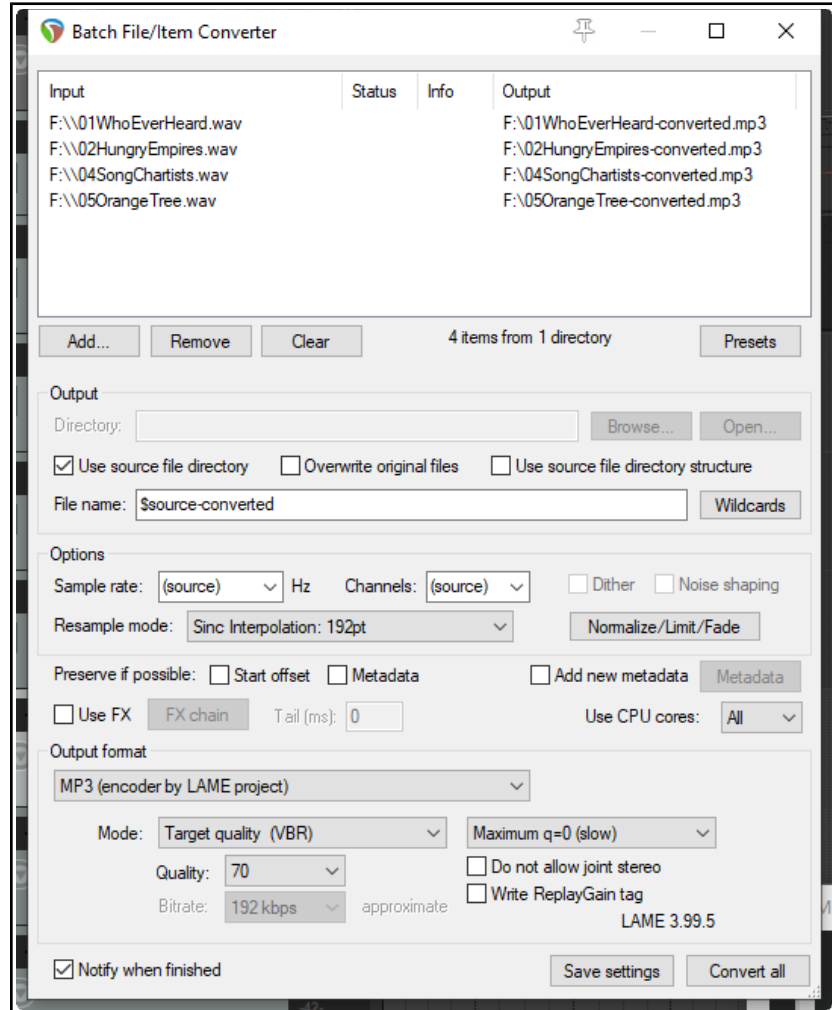 Batch File/Item Converter
Input Status Info Output
F:\\01WhoEverHeard.wav F:\01WhoEverHeard-converted.mp3
F:\\02HungryEmpires.wav F:\02HungryEmpires-converted.mp3
F:\\04SongChartists.wav F:\04SongChartists-converted.mp3
F:\\05OrangeTree.wav F:\05OrangeTree-converted.mp3
Add... Remove Clear 4 items from 1 directory Presets
Output
Directory: Browse... Open...
Use source file directory Overwrite original files Use source file directory structure
File name: $source-converted Wildcards
Options
Sample rate: (source) Hz Channels: (source) Dither Noise shaping
Resample mode: Sinc Interpolation: 192pt Normalize/Limit/Fade
Preserve if possible: Start offset Metadata Add new metadata Metadata
Use FX FX chain Tail (ms): 0 Use CPU cores: All
Output format
MP3 (encoder by LAME project)
Mode: Target quality (VBR) Maximum q=0 (slow)
Quality: 70 Do not allow joint stereo
Bitrate: 192 kbps approximate Write ReplayGain tag
LAME 3.99.5
Notify when finished Save settings Convert all
-42-